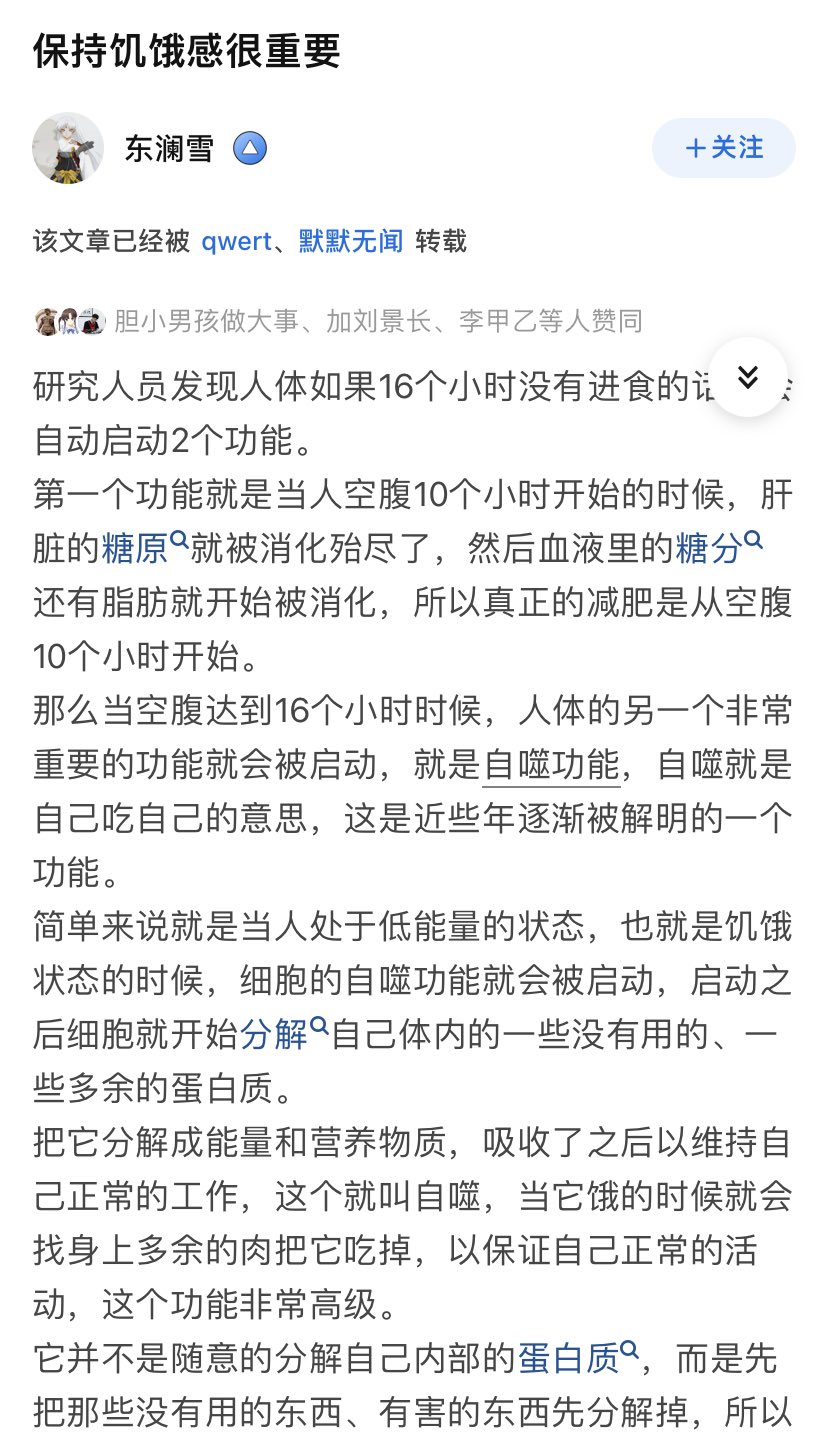 保持饥饿感很重要
东澜雪
+关注
该文章已经被 qwert、默默无闻 转载
胆小男孩做大事、加刘景长、李甲乙等人赞同
研究人员发现人体如果16个小时没有进食的
自动启动2个功能。
第一个功能就是当人空腹10个小时开始的时候，肝
脏的糖原就被消化殆尽了，然后血液里的糖分
还有脂肪就开始被消化，所以真正的减肥是从空腹
10个小时开始。
那么当空腹达到16个小时时候，人体的另一个非常
重要的功能就会被启动，就是自噬功能，自噬就是
自己吃自己的意思，这是近些年逐渐被解明的一个
功能。
简单来说就是当人处于低能量的状态，也就是饥饿
状态的时候，细胞的自噬功能就会被启动，启动之
后细胞就开始分解自己体内的一些没有用的、一
些多余的蛋白质。
把它分解成能量和营养物质，吸收了之后以维持自
己正常的工作，这个就叫自噬，当它饿的时候就会
找身上多余的肉把它吃掉，以保证自己正常的活
动，这个功能非常高级。
它并不是随意的分解自己内部的蛋白质，而是先
把那些没有用的东西、有害的东西先分解掉，所以